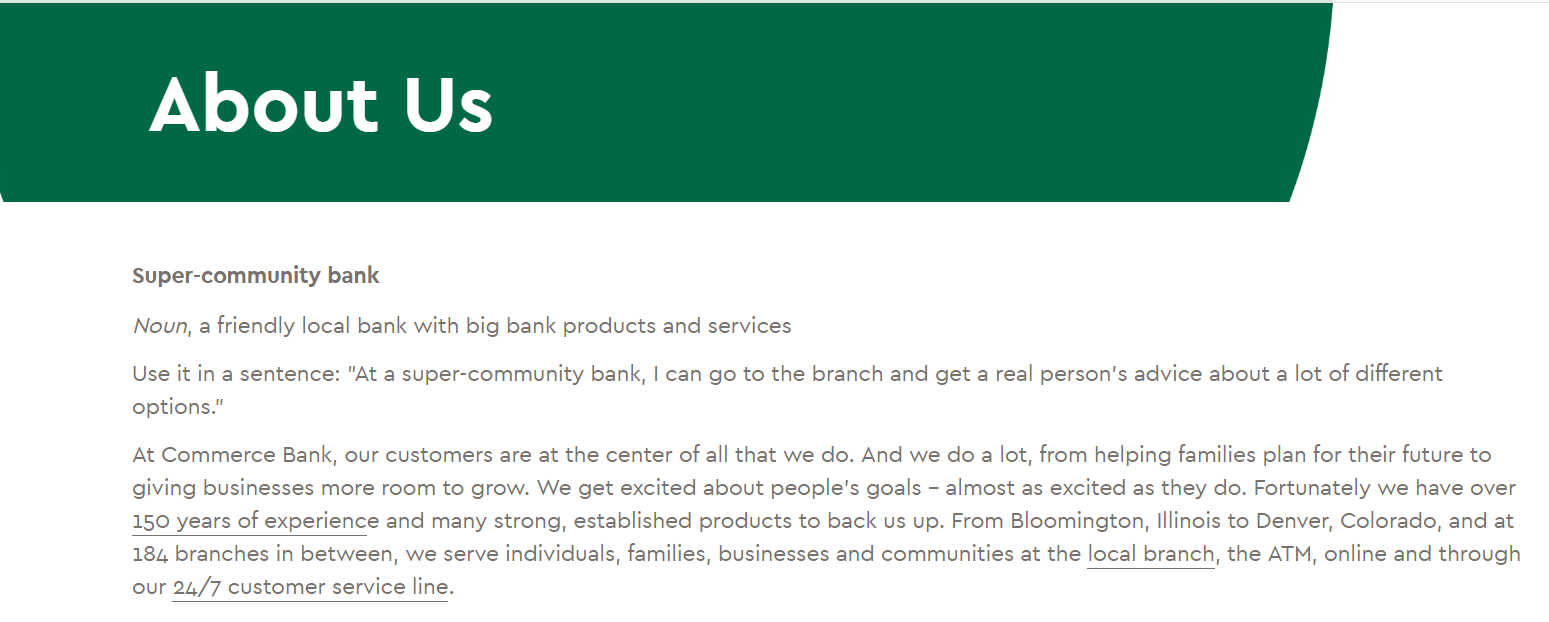 About Us
Super-community bank
Noun, a friendly local bank with big bank products and services
Use it in a sentence: "At a super-community bank, I can go to the branch and get a real person's advice about a lot of different
options."
At Commerce Bank, our customers are at the center of all that we do. And we do a lot, from helping families plan for their future to
giving businesses more room to grow. We get excited about people's goals – almost as excited as they do. Fortunately we have over
150 years of experience and many strong, established products to back us up. From Bloomington, Illinois to Denver, Colorado, and at
184 branches in between, we serve individuals, families, businesses and communities at the local branch, the ATM, online and through
our 24/7 customer service line.